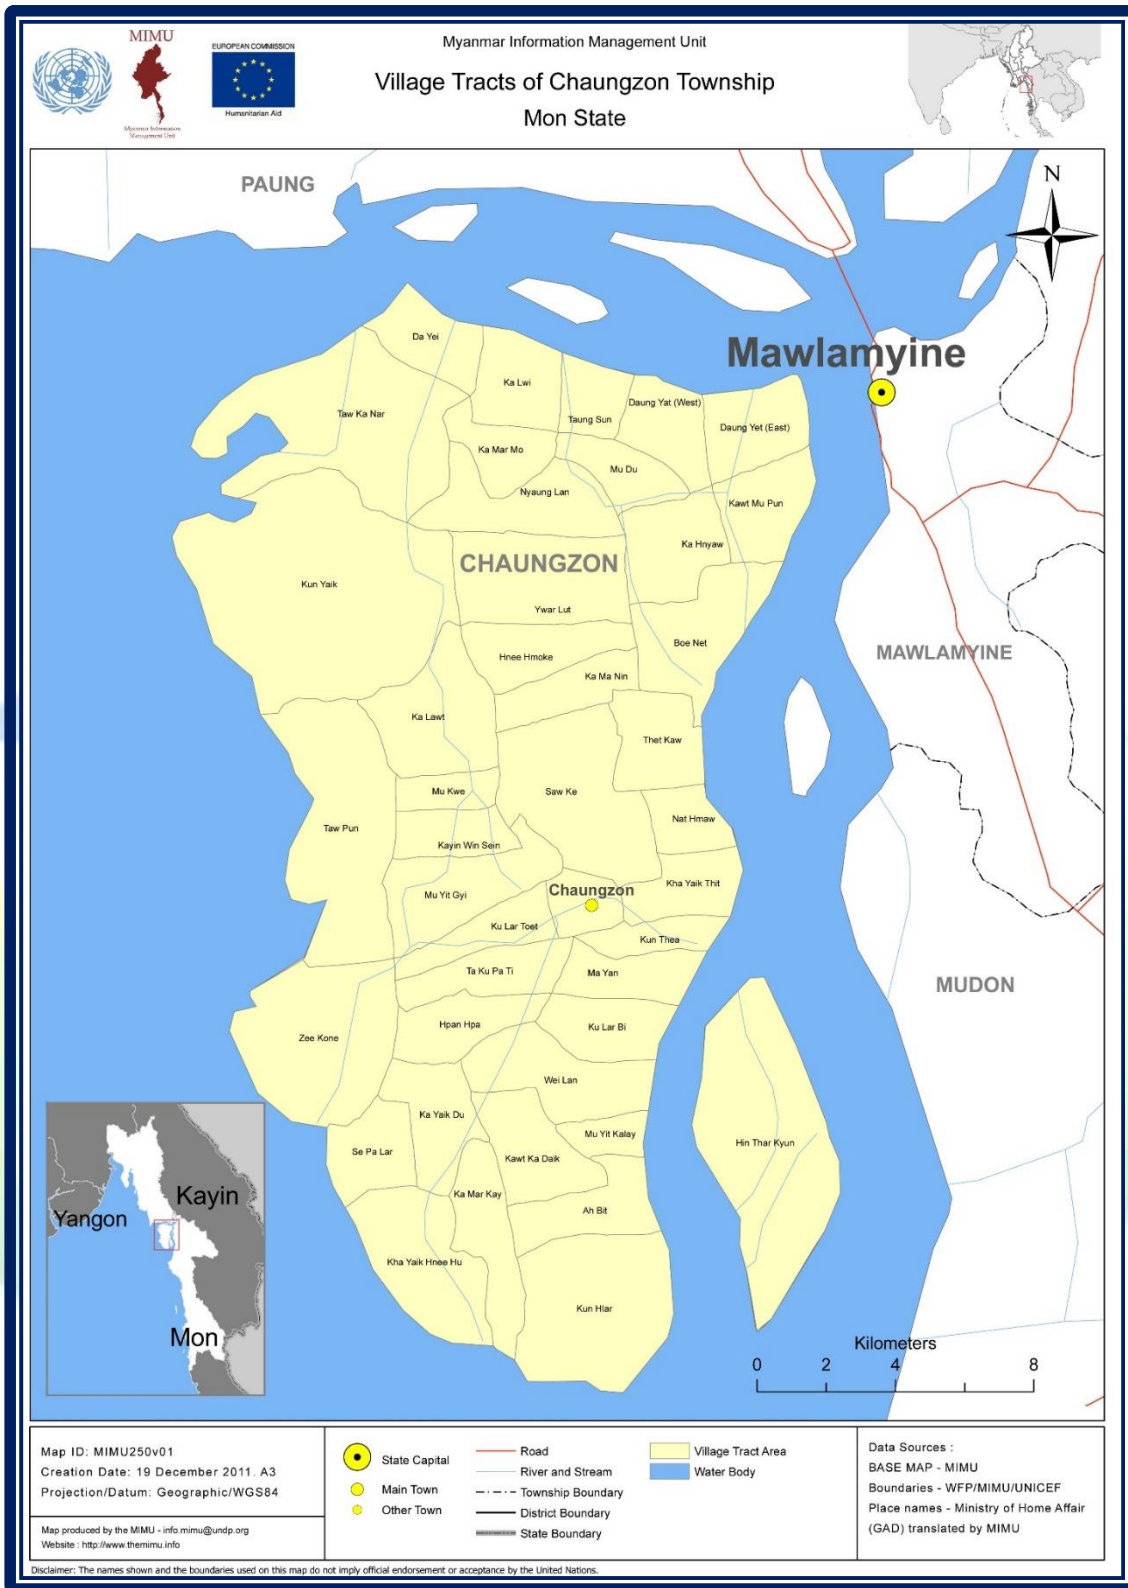 MIMU
Myanmar Information
Management Unit
EUROPEAN COMMISSION
Humanitarian Aid
Myanmar Information Management Unit
Village Tracts of Chaungzon Township
Mon State
PAUNG
N
Mawlamyine
Da Yei
Ka Lwi
Taw Ka Nar
Taung Sun
Daung Yat (West)
Daung Yet (East)
Ka Mar Mo
Mu Du
Nyaung Lan
Kawt Mu Pun
Ka Hnyaw
CHAUNGZON
Kun Yaik
Ywar Lut
Boe Net
MAWLAMYINE
Hnee Hmoke
Ka Ma Nin
Ka Lawt
Thet Kaw
Mu Kwe
Saw Ke
Nat Hmaw
Taw Pun
Kayin Win Sein
Kha Yaik Thit
Chaungzon
Mu Yit Gyi
Ku Lar Toet
Kun Thea
Ta Ku Pa Ti
Ma Yan
MUDON
Hpan Hpa
Ku Lar Bi
Zee Kone
Wei Lan
Ka Yaik Du
Mu Yit Kalay
Hin Thar Kyun
Se Pa Lar
Kawt Ka Daik
Ka Mar Kay
Ah Bit
Kha Yaik Hnee Hu
Kun Hlar
Kayin
Yangon
Mon
Kilometers
0 2 4 8
Map ID: MIMU250v01
Creation Date: 19 December 2011. A3
Projection/Datum: Geographic/WGS84
Map produced by the MIMU - info.mimu@undp.org
Website : http://www.themimu.info
State Capital
Main Town
Other Town
Road
River and Stream
Township Boundary
District Boundary
State Boundary
Village Tract Area
Water Body
Data Sources :
BASE MAP - MIMU
Boundaries - WFP/MIMU/UNICEF
Place names - Ministry of Home Affair
(GAD) translated by MIMU
Disclaimer: The names shown and the boundaries used on this map do not imply official endorsement or acceptance by the United Nations.